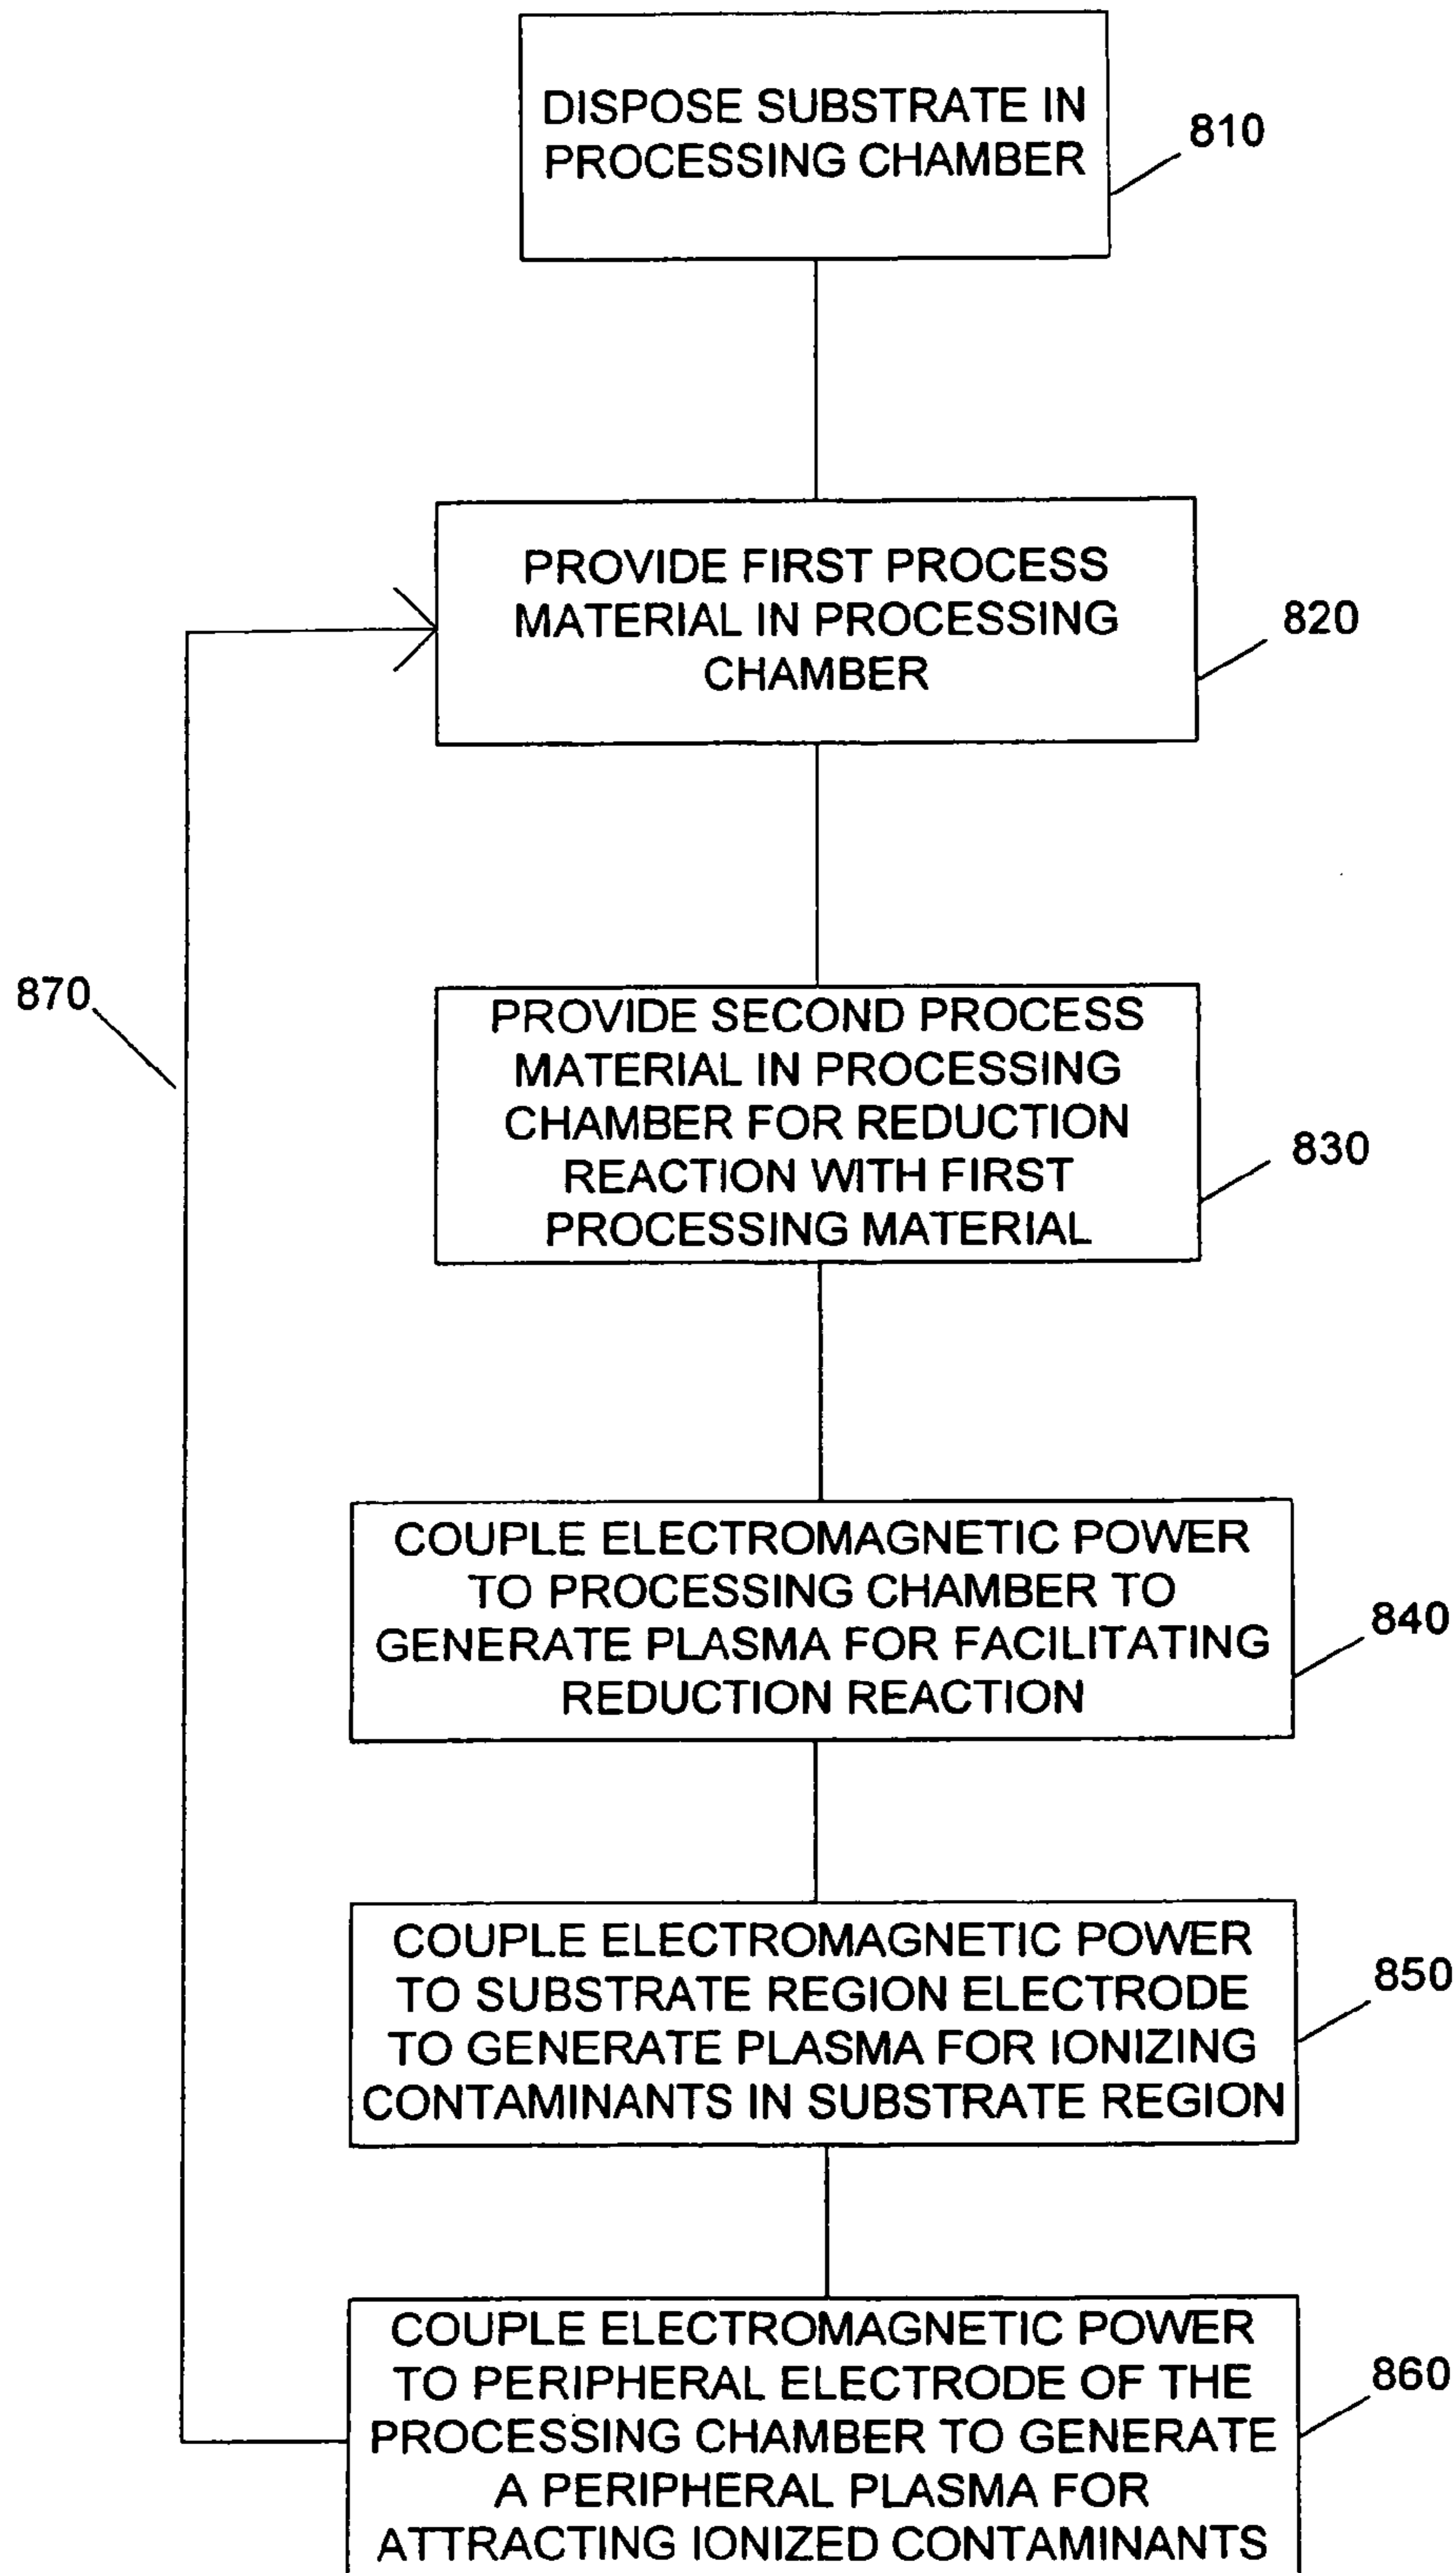 DISPOSE SUBSTRATE IN
PROCESSING CHAMBER
810
PROVIDE FIRST PROCESS
MATERIAL IN PROCESSING
CHAMBER
820
870
PROVIDE SECOND PROCESS
MATERIAL IN PROCESSING
CHAMBER FOR REDUCTION
REACTION WITH FIRST
PROCESSING MATERIAL
830
COUPLE ELECTROMAGNETIC POWER
TO PROCESSING CHAMBER TO
GENERATE PLASMA FOR FACILITATING
REDUCTION REACTION
840
COUPLE ELECTROMAGNETIC POWER
TO SUBSTRATE REGION ELECTRODE
TO GENERATE PLASMA FOR IONIZING
CONTAMINANTS IN SUBSTRATE REGION
850
COUPLE ELECTROMAGNETIC POWER
TO PERIPHERAL ELECTRODE OF THE
PROCESSING CHAMBER TO GENERATE
A PERIPHERAL PLASMA FOR
ATTRACTING IONIZED CONTAMINANTS
860